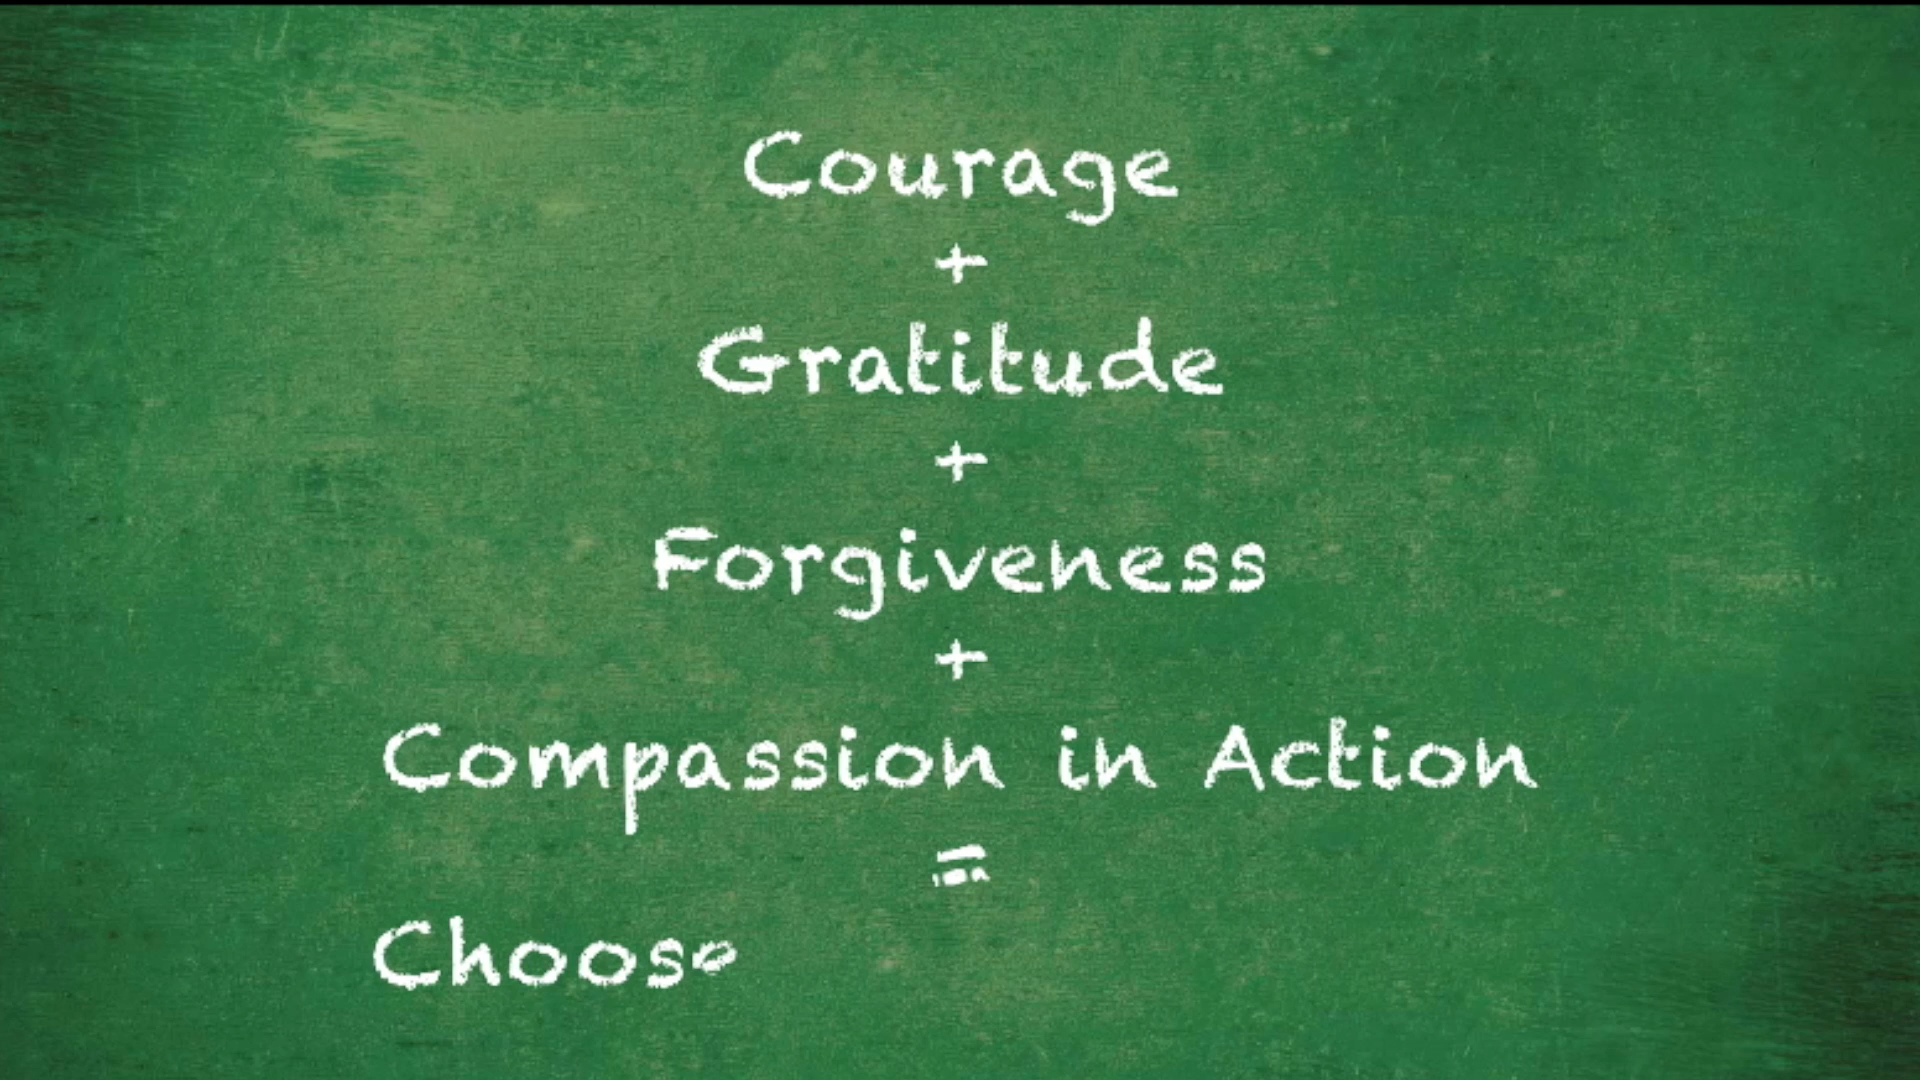 Courage
+
Gratitude
+
Forgiveness
+
Compassion in Action
=
Choose